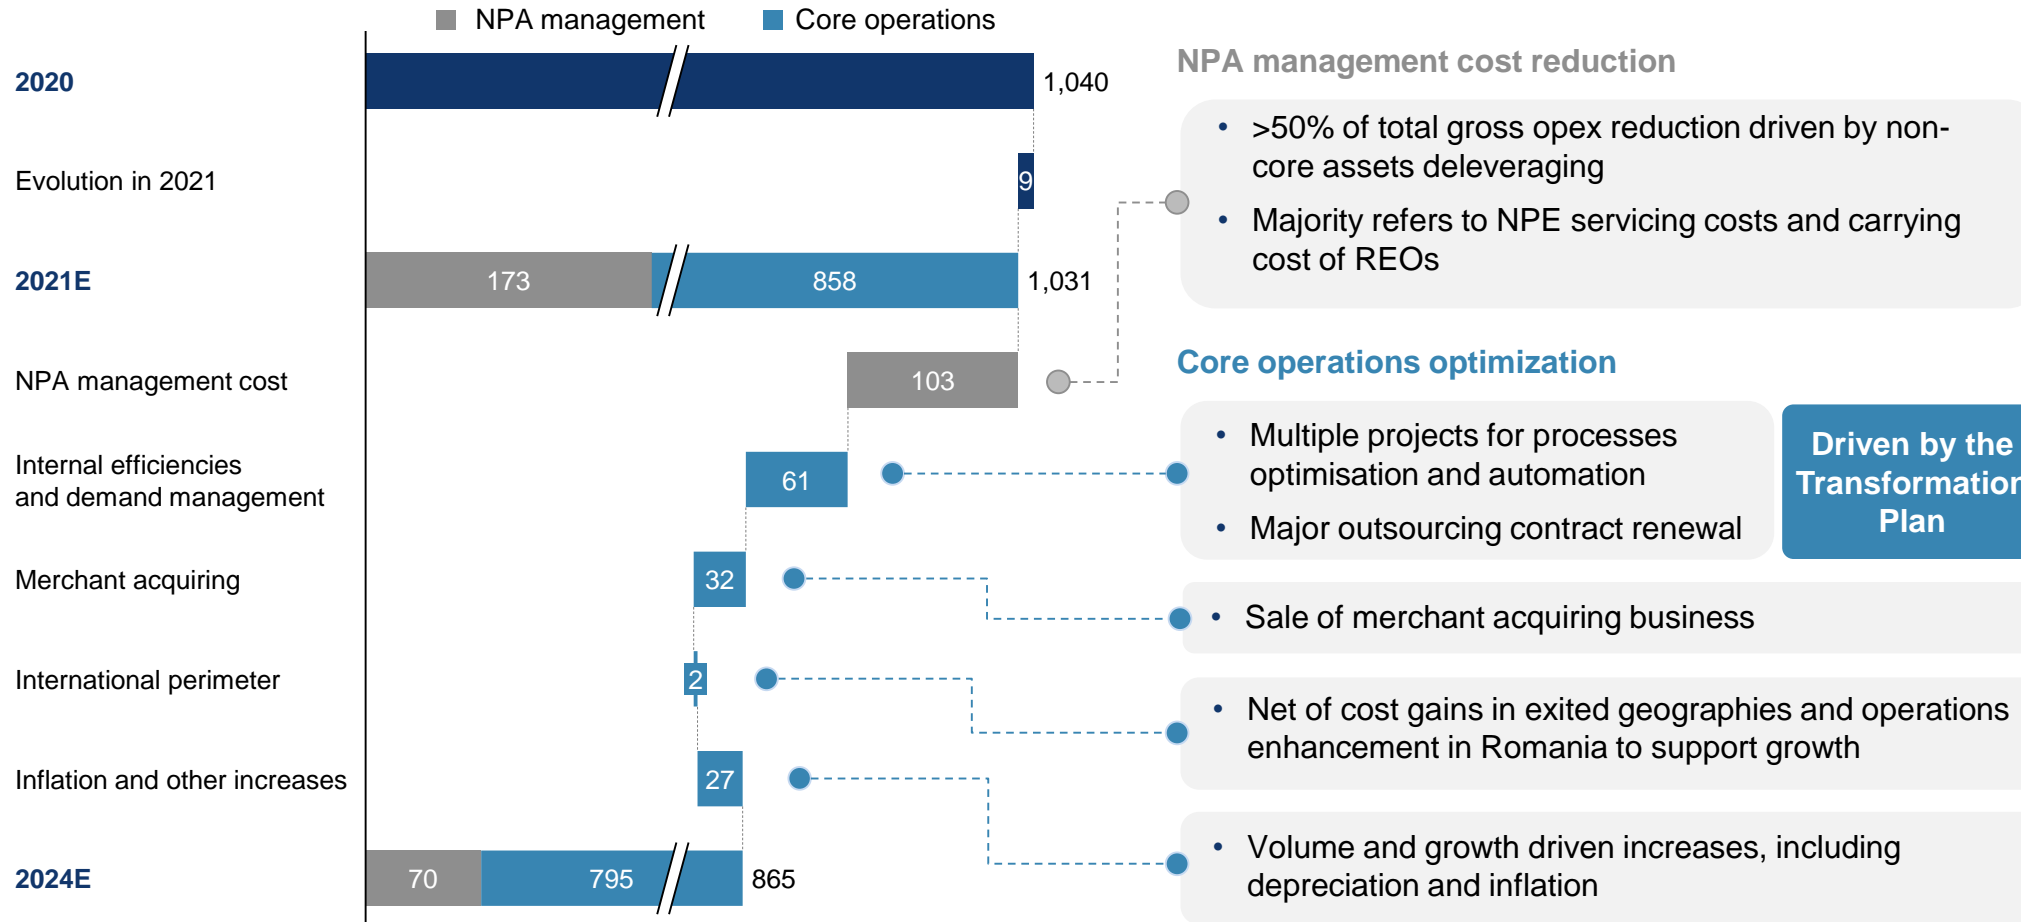 NPA management
Core operations
2020
1,040
Evolution in 2021
9
2021E
173
858
1,031
NPA management cost
103
Internal efficiencies
and demand management
61
Merchant acquiring
32
International perimeter
2
Inflation and other increases
27
2024E
70
795
865
NPA management cost reduction
• >50% of total gross opex reduction driven by non-
core assets deleveraging
• Majority refers to NPE servicing costs and carrying
cost of REOs
Core operations optimization
• Multiple projects for processes
optimisation and automation
• Major outsourcing contract renewal
Driven by the
Transformation
Plan
• Sale of merchant acquiring business
• Net of cost gains in exited geographies and operations
enhancement in Romania to support growth
• Volume and growth driven increases, including
depreciation and inflation